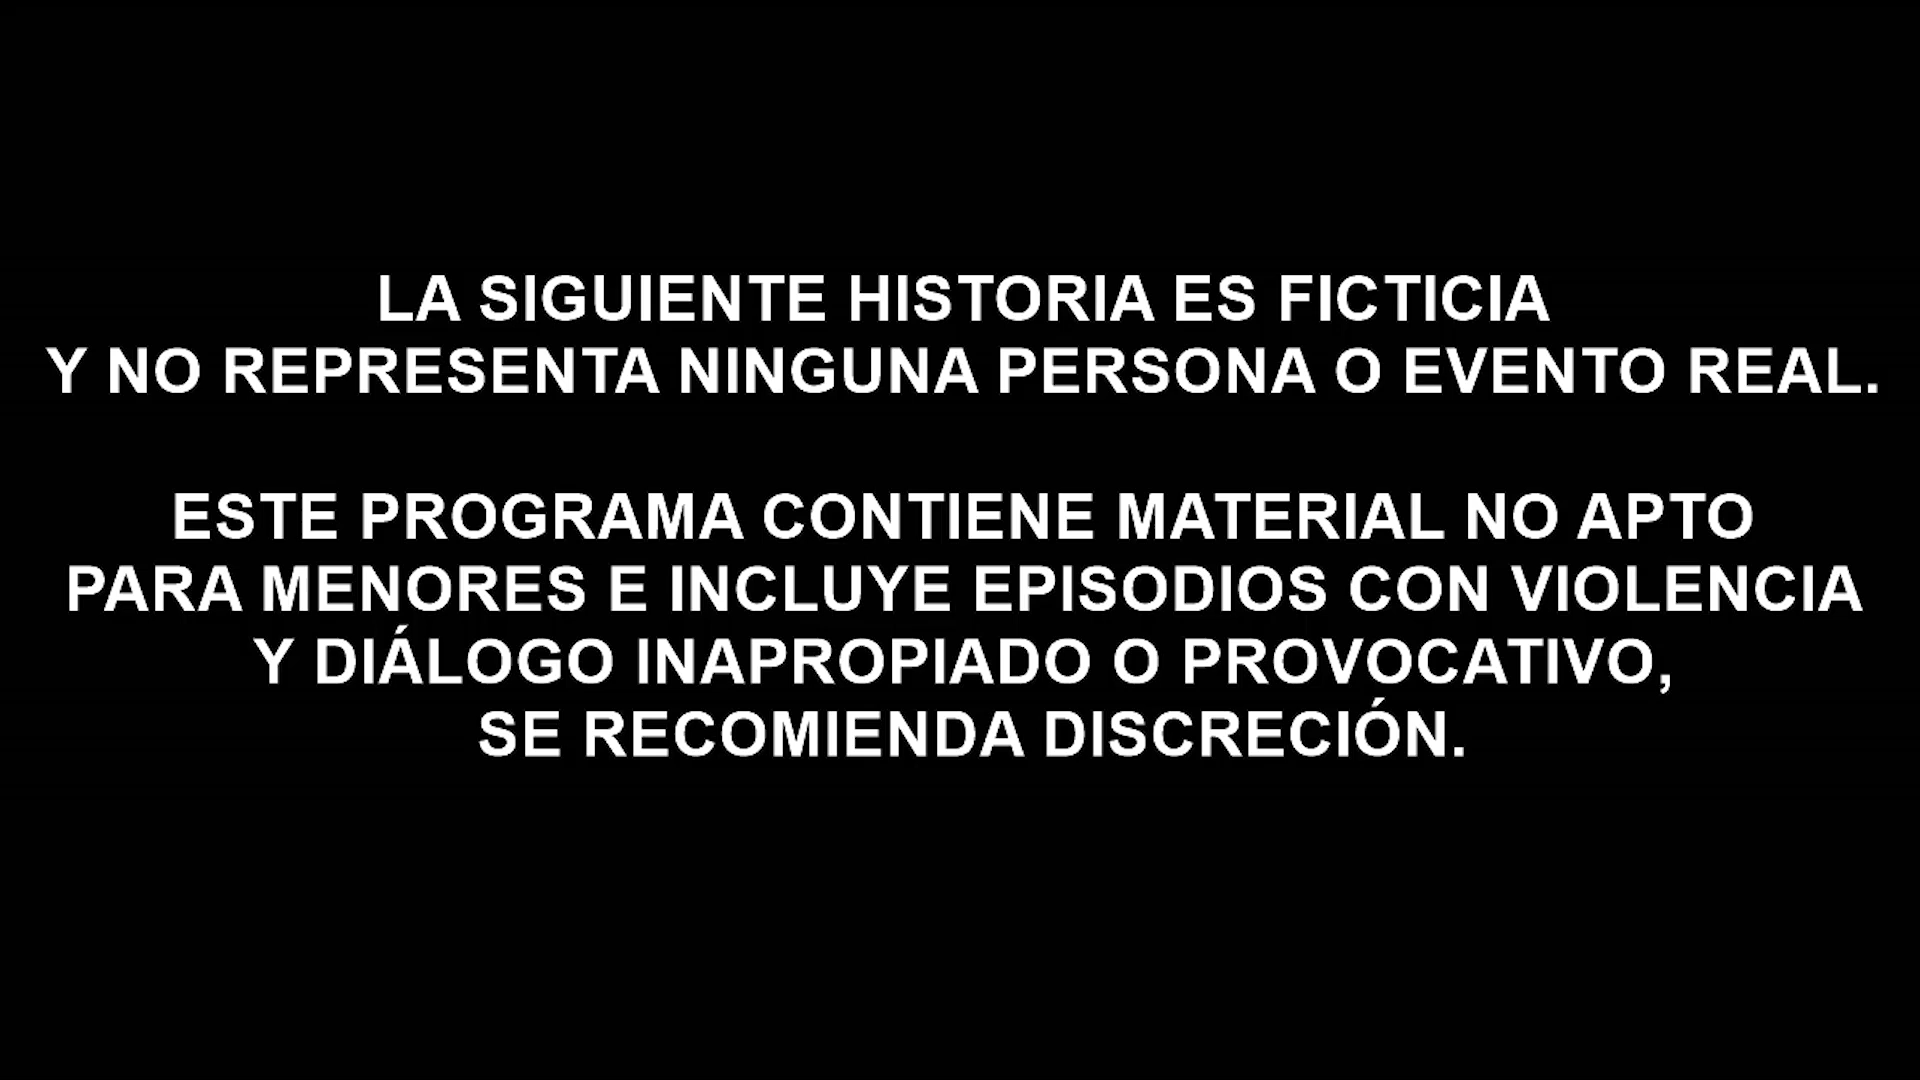 LA SIGUIENTE HISTORIA ES FICTICIA
Y NO REPRESENTA NINGUNA PERSONA O EVENTO REAL.
ESTE PROGRAMA CONTIENE MATERIAL NO APTO
PARA MENORES E INCLUYE EPISODIOS CON VIOLENCIA
Y DIÁLOGO INAPROPIADO O PROVOCATIVO,
SE RECOMIENDA DISCRECIÓN.